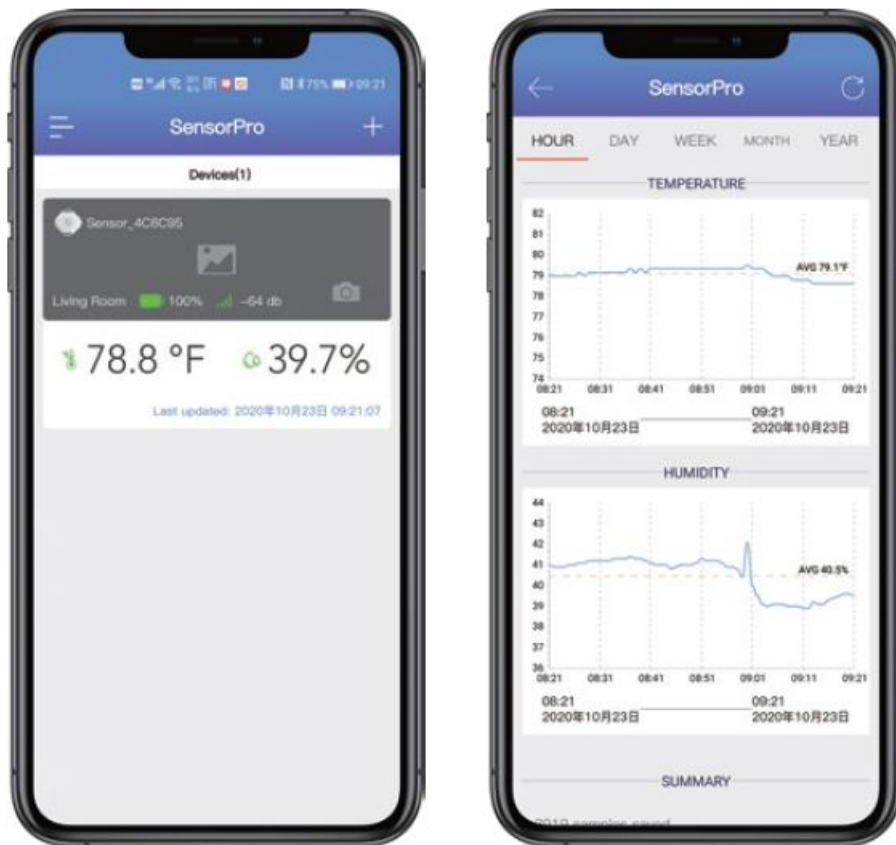 75% 09:21
SensorPro
Devices(1)
Sensor_4C6C95
Living Room 100% -64 db
78.8 °F 39.7%
Last updated: 2020年10月23日 09:21:07
SensorPro
HOUR DAY WEEK MONTH YEAR
TEMPERATURE
82
81
80
AVG 79.1°F
79
78
77
76
75
74
08:21 08:31 08:41 08:51 09:01 09:11 09:21
08:21 09:21
2020年10月23日 2020年10月23日
HUMIDITY
44
43
42
41
AVG 40.5%
40
39
38
37
36
08:21 08:31 08:41 08:51 09:01 09:11 09:21
08:21 09:21
2020年10月23日 2020年10月23日
SUMMARY
samples saved